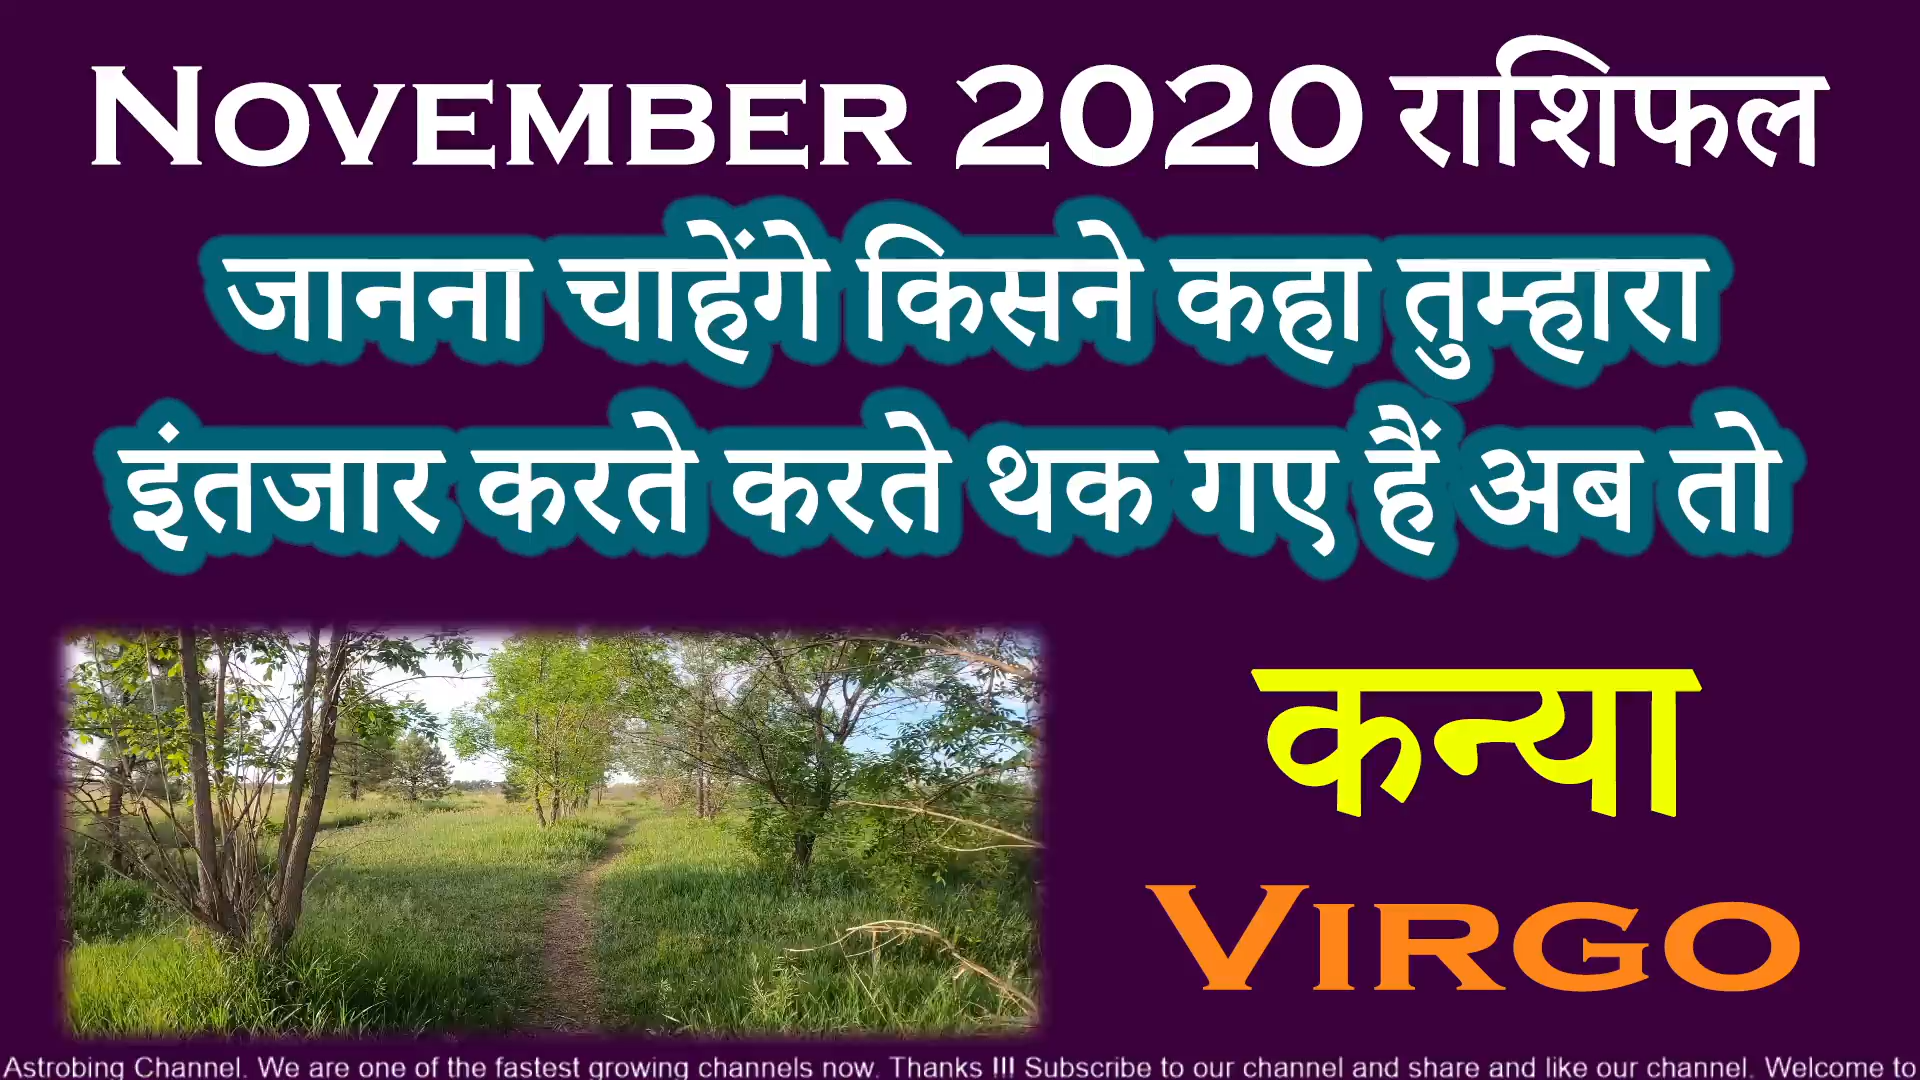 November 2020 राशिफल
जानना चाहेंगे किसने कहा तुम्हारा
इंतजार करते करते थक गए हैं अब तो
कन्या
Virgo
Astrobing Channel. We are one of the fastest growing channels now. Thanks !!! Subscribe to our channel and share and like our channel. Welcome to